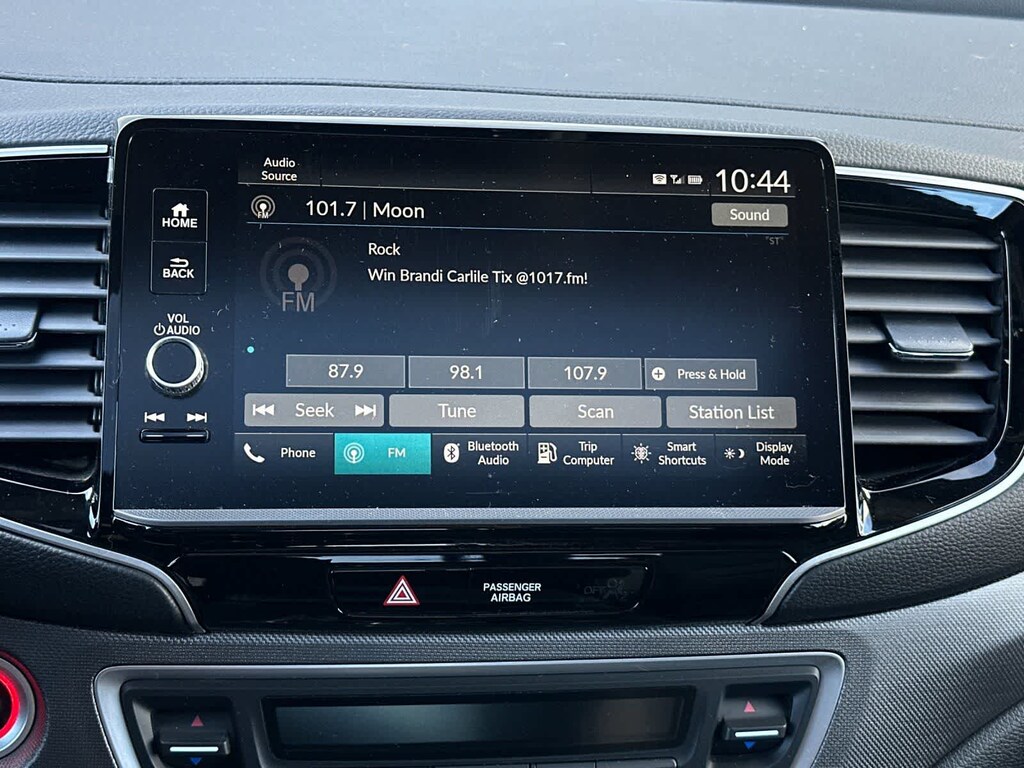 Audio
Source
10:44
HOME
101.7 | Moon
Sound
"ST"
BACK
Rock
Win Brandi Carlile Tix @1017.fm!
FM
VOL
AUDIO
87.9
98.1
107.9
Press & Hold
Seek
Tune
Scan
Station List
Phone
FM
Bluetooth
Audio
Trip
Computer
Smart
Shortcuts
Display
Mode
PASSENGER
AIRBAG
OFF